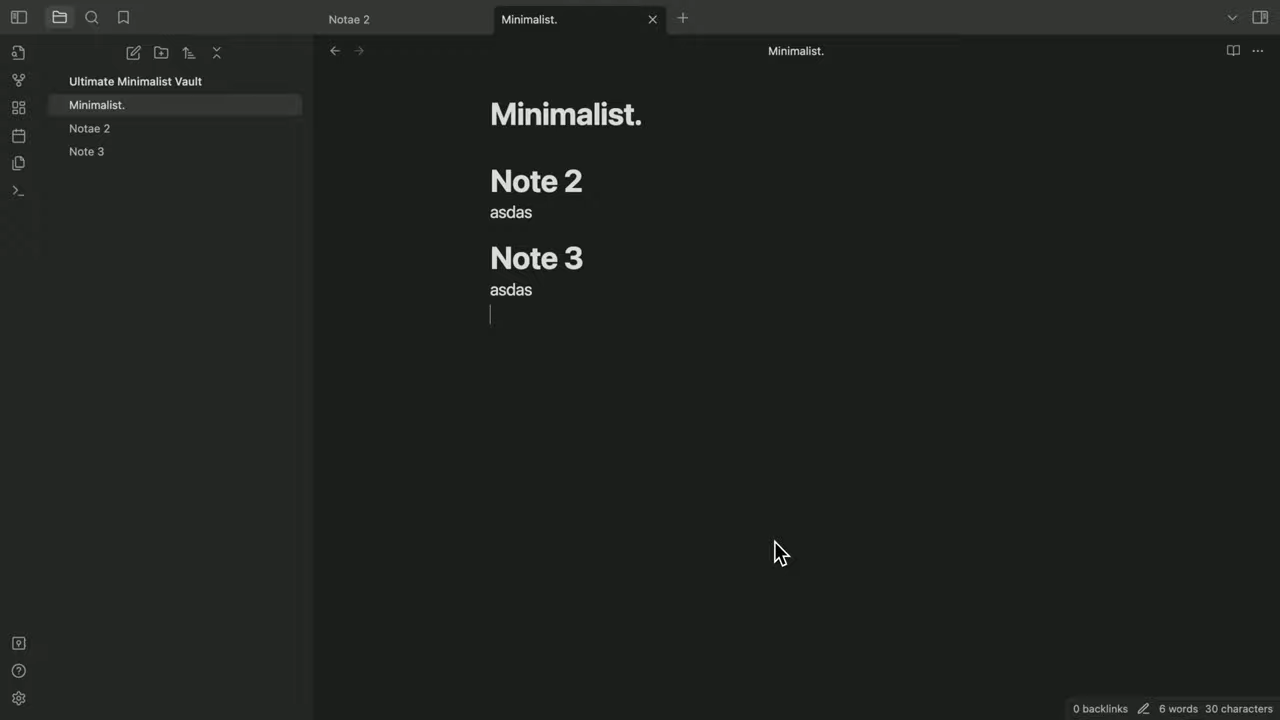 Notae 2
Minimalist.
Minimalist.
Ultimate Minimalist Vault
Minimalist.
Notae 2
Note 3
Minimalist.
Note 2
asdas
Note 3
asdas
0 backlinks 6 words 30 characters